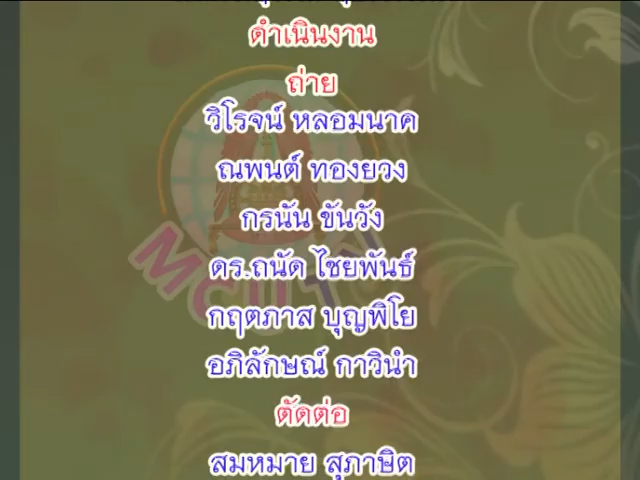 ดำเนินงาน
ถ่าย
วิโรจน์ หลอมนาค
ณพนต์ ทองยวง
กรนัน ขันวัง
ดร.ถนัด ไชยพันธ์
กฤตภาส บุญพิโย
อภิลักษณ์ กาวินำ
ตัดต่อ
สมหมาย สุภาษิต
MCUTV